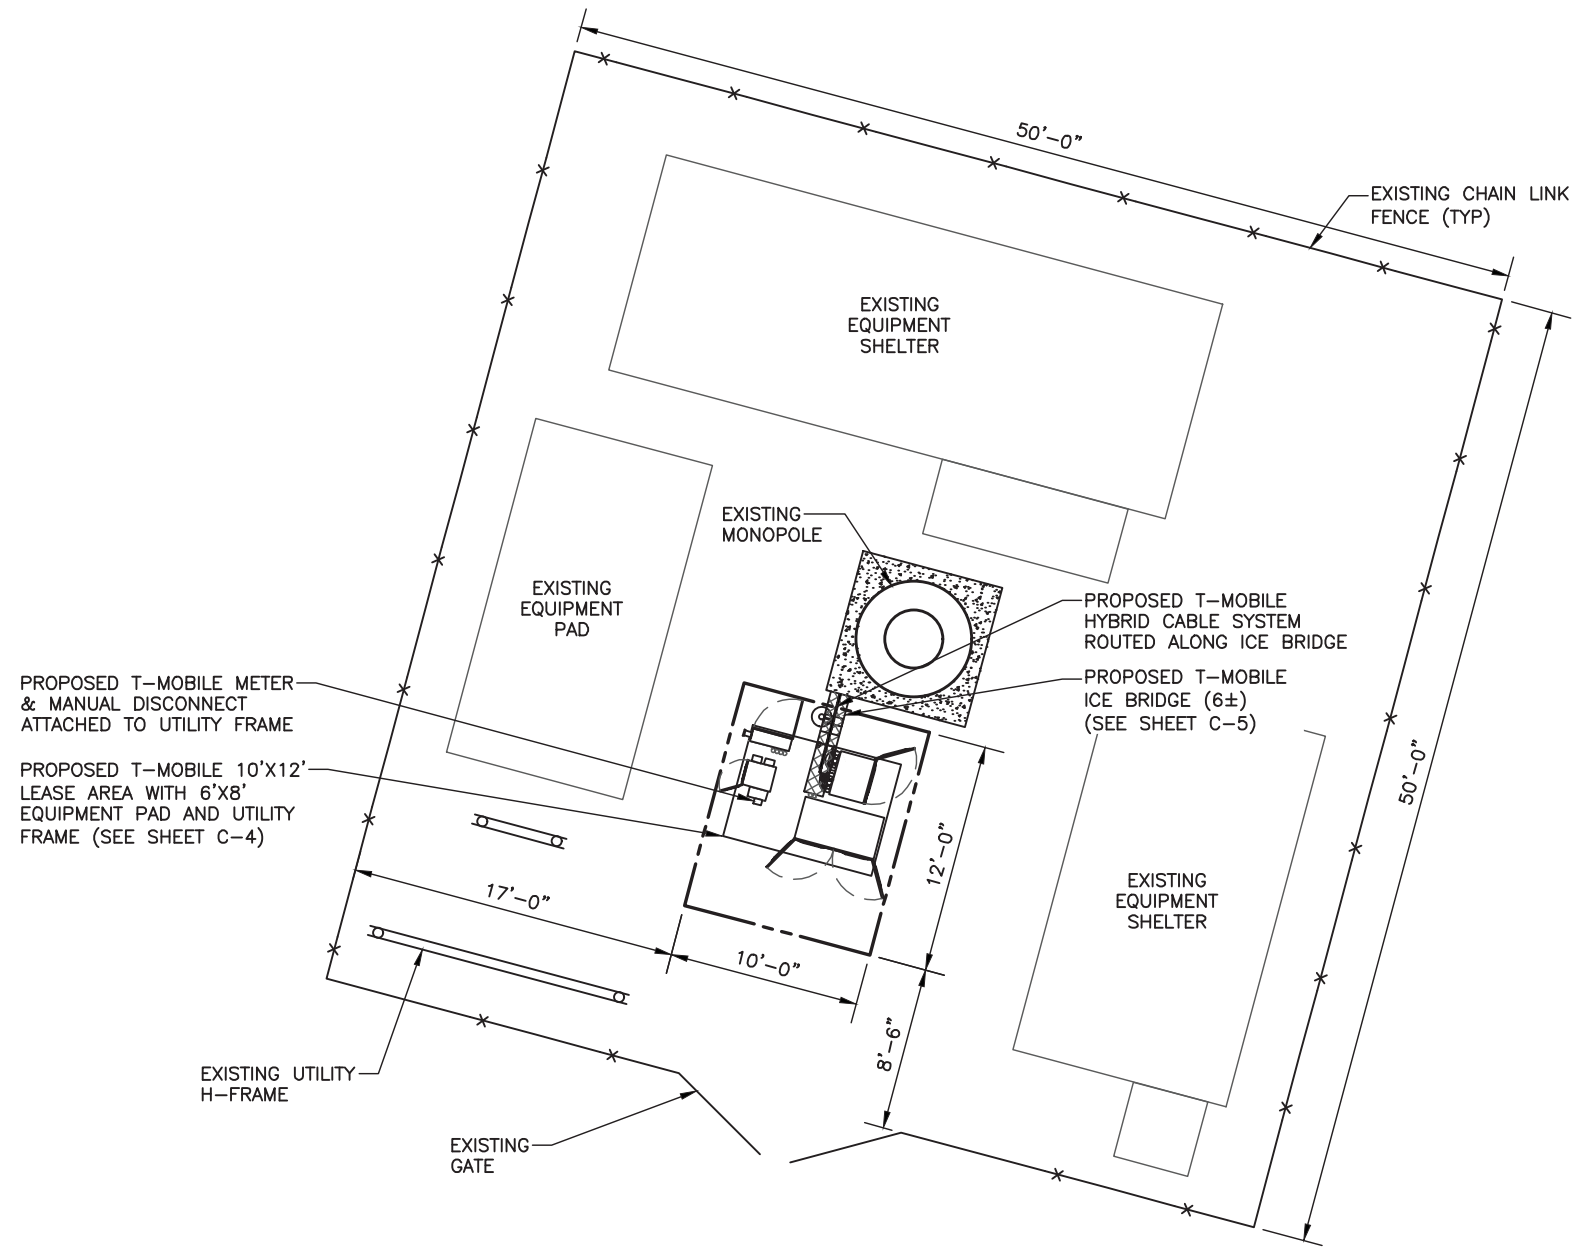 50'-0"
EXISTING CHAIN LINK
FENCE (TYP)
EXISTING
EQUIPMENT
SHELTER
EXISTING
MONOPOLE
EXISTING
EQUIPMENT
PAD
PROPOSED T-MOBILE
HYBRID CABLE SYSTEM
ROUTED ALONG ICE BRIDGE
PROPOSED T-MOBILE
ICE BRIDGE (6±)
(SEE SHEET C-5)
PROPOSED T-MOBILE METER
& MANUAL DISCONNECT
ATTACHED TO UTILITY FRAME
PROPOSED T-MOBILE 10'X12'
LEASE AREA WITH 6'X8'
EQUIPMENT PAD AND UTILITY
FRAME (SEE SHEET C-4)
50'-0"
12'-0"
17'-0"
EXISTING
EQUIPMENT
SHELTER
10'-0"
8'-6"
EXISTING UTILITY
H-FRAME
EXISTING
GATE